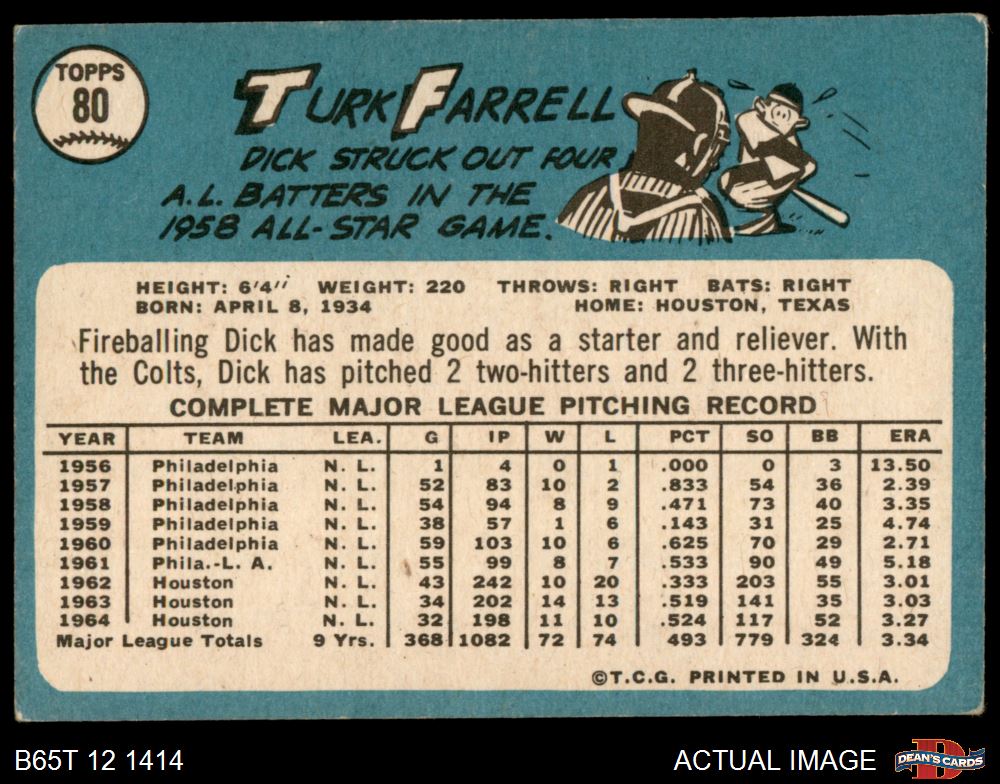 TOPPS
80
TURK FARRELL
DICK STRUCK OUT FOUR
A.L. BATTERS IN THE
1958 ALL-STAR GAME.
HEIGHT: 6'4" WEIGHT: 220 THROWS: RIGHT BATS: RIGHT
BORN: APRIL 8, 1934 HOME: HOUSTON, TEXAS
Fireballing Dick has made good as a starter and reliever. With
the Colts, Dick has pitched 2 two-hitters and 2 three-hitters.
COMPLETE MAJOR LEAGUE PITCHING RECORD
YEAR TEAM LEA. G IP W L PCT SO BB ERA
1956 Philadelphia N. L. 1 4 0 1 .000 0 3 13.50
1957 Philadelphia N. L. 52 83 10 2 .833 54 36 2.39
1958 Philadelphia N. L. 54 94 8 9 .471 73 40 3.35
1959 Philadelphia N. L. 38 57 1 6 .143 31 25 4.74
1960 Philadelphia N. L. 59 103 10 6 .625 70 29 2.71
1961 Phila.-L. A. N. L. 55 99 8 7 .533 90 49 5.18
1962 Houston N. L. 43 242 10 20 .333 203 55 3.01
1963 Houston N. L. 34 202 14 13 .519 141 35 3.03
1964 Houston N. L. 32 198 11 10 .524 117 52 3.27
Major League Totals 9 Yrs. 368 1082 72 74 493 779 324 3.34
©T.C.G. PRINTED IN U.S.A.
B65T 12 1414 ACTUAL IMAGE DEAN'S CARDS